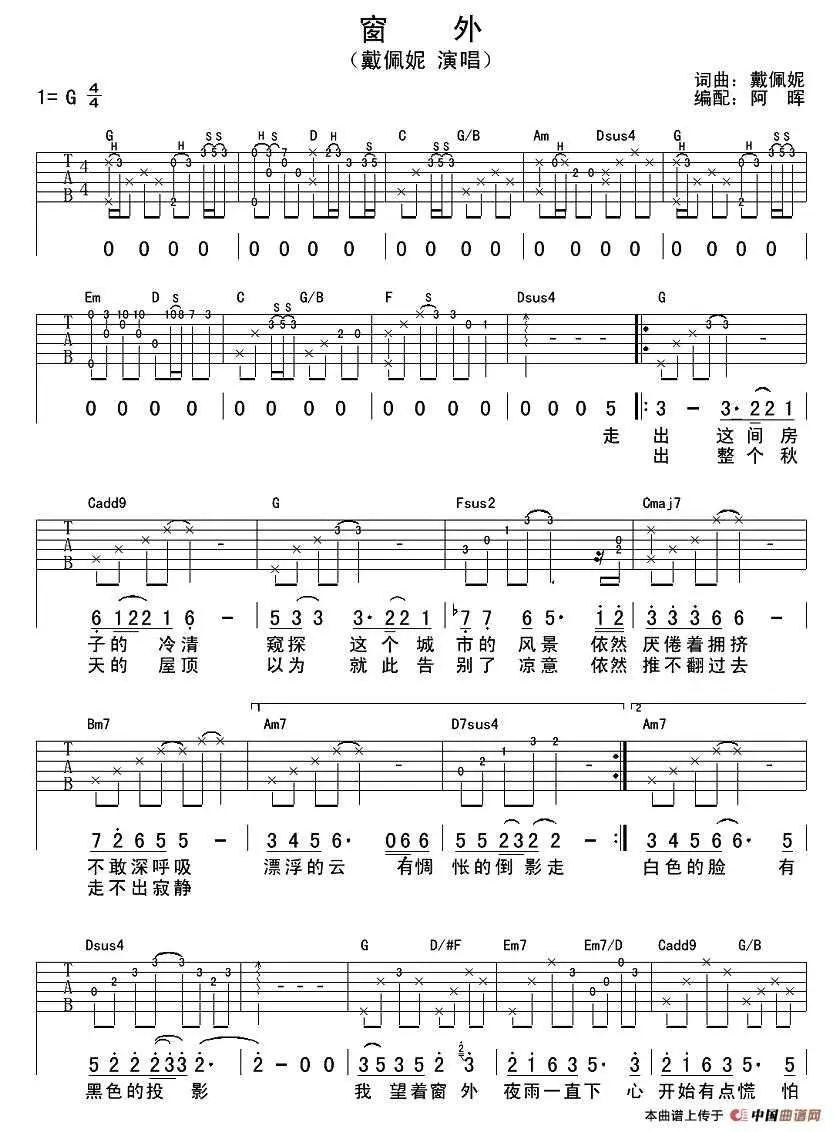 窗 外
（戴佩妮 演唱）
词曲：戴佩妮
1= G 4/4
编配：阿 晖
G D C G/B Am Dsus4 G
0 0 0 0 | 0 0 0 0 | 0 0 0 0 | 0 0 0 0 | 0 0 0 0
Em D C G/B F Dsus4 G
0 0 0 0 | 0 0 0 0 | 0 0 0 0 | 0 0 0 5 |: 3 - 3· 2 2 1
走 出 这 间 房
出 整 个 秋
Cadd9 G Fsus2 Cmaj7
6 1 2 2 1 6 - | 5 3 3 3· 2 2 1 | ♭7 7 6 5· 1 2 | 3 3 3 6 6 -
子 的 冷 清 窥 探 这 个 城 市 的 风 景 依 然 厌 倦 着 拥 挤
天 的 屋 顶 以 为 就 此 告 别 了 凉 意 依 然 推 不 翻 过 去
Bm7 Am7 D7sus4 Am7
7 2 6 5 5 - | 3 4 5 6· 0 6 6 | 5 5 2 3 2 2 - :| 3 4 5 6 6· 5
不 敢 深 呼 吸 漂 浮 的 云 有 惆 怅 的 倒 影 走 白 色 的 脸 有
走 不 出 寂 静
Dsus4 G D/#F Em7 Em7/D Cadd9 G/B
5 2 2 2 3 3 2· 2 | 2 - 0 0 | 3 5 3 5 2 3 | 2 1 6 3 5· 3 | 2 1 6 5 5· 3
黑 色 的 投 影 我 望 着 窗 外 夜 雨 一 直 下 心 开 始 有 点 慌 怕
本曲谱上传于 中国曲谱网